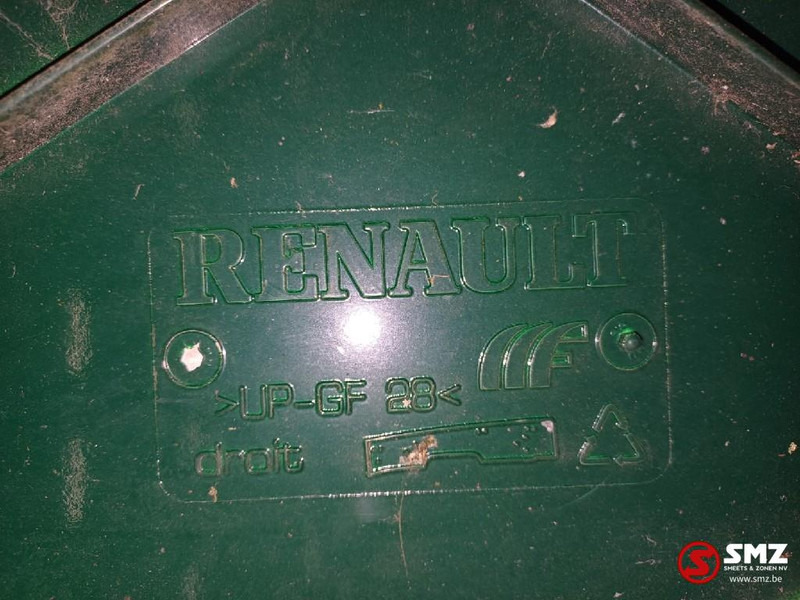 RENAULT
>UP-GF 28<
droit
S SMZ
SMEETS & ZONEN NV
www.smz.be